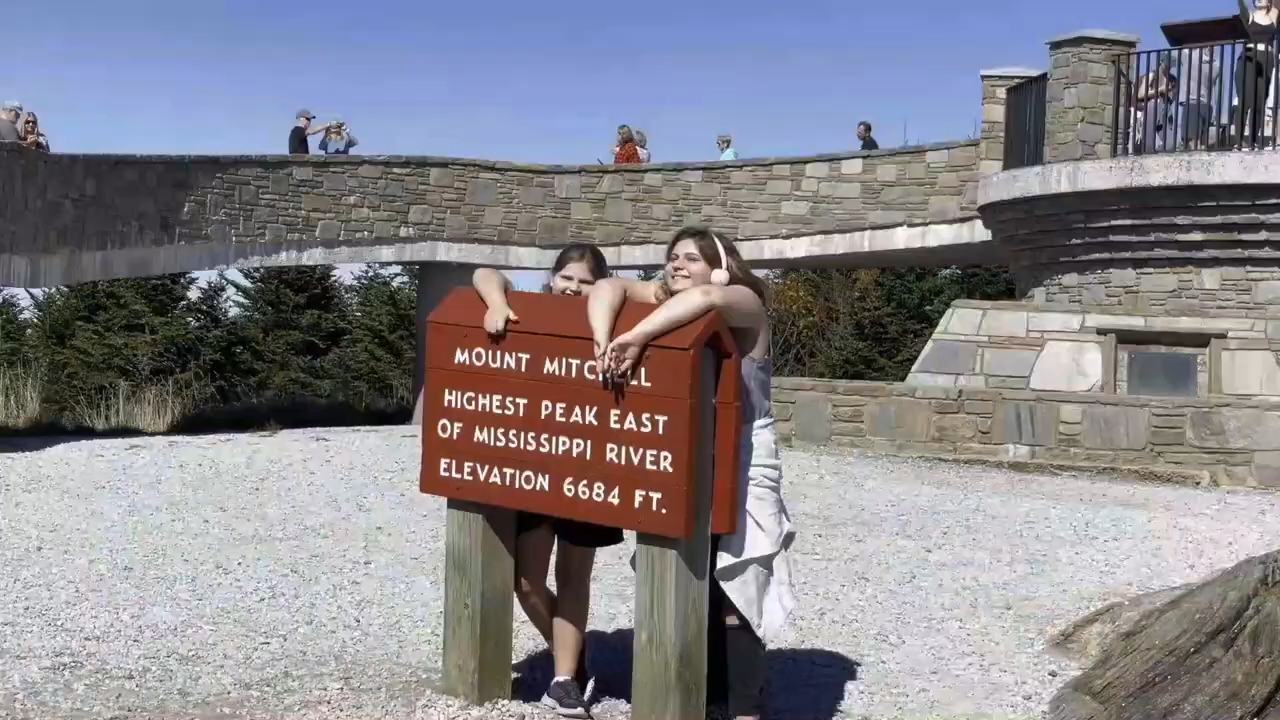 MOUNT MITCHELL
HIGHEST PEAK EAST
OF MISSISSIPPI RIVER
ELEVATION 6684 FT.